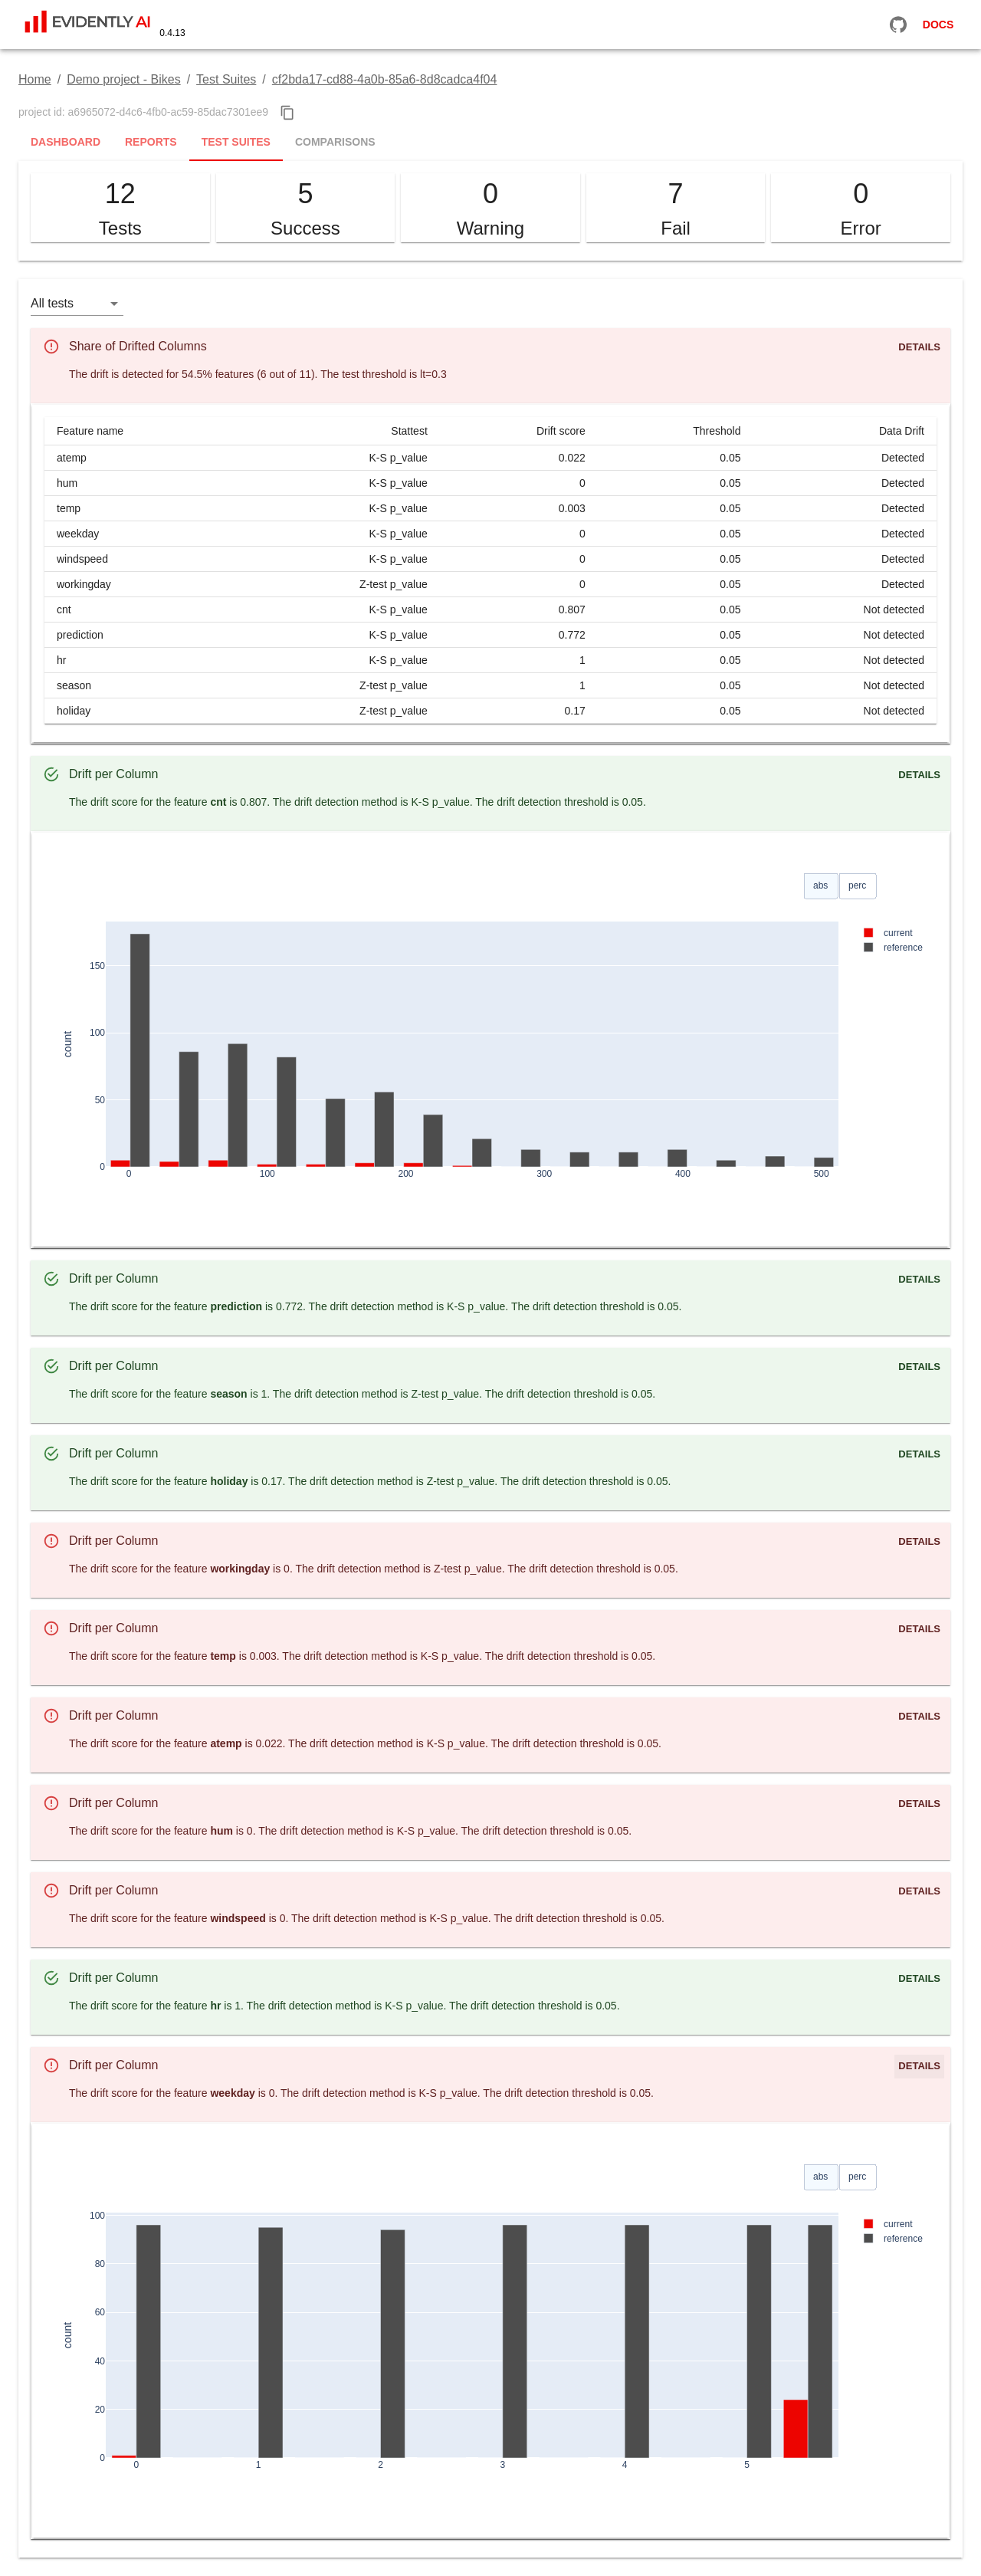 EVIDENTLY AI 0.4.13 DOCS
Home / Demo project - Bikes / Test Suites / cf2bda17-cd88-4a0b-85a6-8d8cadca4f04
project id: a6965072-d4c6-4fb0-ac59-85dac7301ee9
DASHBOARD REPORTS TEST SUITES COMPARISONS
12 5 0 7 0
Tests Success Warning Fail Error
All tests
Share of Drifted Columns DETAILS
The drift is detected for 54.5% features (6 out of 11). The test threshold is lt=0.3
Feature name Stattest Drift score Threshold Data Drift
atemp K-S p_value 0.022 0.05 Detected
hum K-S p_value 0 0.05 Detected
temp K-S p_value 0.003 0.05 Detected
weekday K-S p_value 0 0.05 Detected
windspeed K-S p_value 0 0.05 Detected
workingday Z-test p_value 0 0.05 Detected
cnt K-S p_value 0.807 0.05 Not detected
prediction K-S p_value 0.772 0.05 Not detected
hr K-S p_value 1 0.05 Not detected
season Z-test p_value 1 0.05 Not detected
holiday Z-test p_value 0.17 0.05 Not detected
Drift per Column DETAILS
The drift score for the feature cnt is 0.807. The drift detection method is K-S p_value. The drift detection threshold is 0.05.
abs perc
current
reference
150
100
50
0
count
0 100 200 300 400 500
Drift per Column DETAILS
The drift score for the feature prediction is 0.772. The drift detection method is K-S p_value. The drift detection threshold is 0.05.
Drift per Column DETAILS
The drift score for the feature season is 1. The drift detection method is Z-test p_value. The drift detection threshold is 0.05.
Drift per Column DETAILS
The drift score for the feature holiday is 0.17. The drift detection method is Z-test p_value. The drift detection threshold is 0.05.
Drift per Column DETAILS
The drift score for the feature workingday is 0. The drift detection method is Z-test p_value. The drift detection threshold is 0.05.
Drift per Column DETAILS
The drift score for the feature temp is 0.003. The drift detection method is K-S p_value. The drift detection threshold is 0.05.
Drift per Column DETAILS
The drift score for the feature atemp is 0.022. The drift detection method is K-S p_value. The drift detection threshold is 0.05.
Drift per Column DETAILS
The drift score for the feature hum is 0. The drift detection method is K-S p_value. The drift detection threshold is 0.05.
Drift per Column DETAILS
The drift score for the feature windspeed is 0. The drift detection method is K-S p_value. The drift detection threshold is 0.05.
Drift per Column DETAILS
The drift score for the feature hr is 1. The drift detection method is K-S p_value. The drift detection threshold is 0.05.
Drift per Column DETAILS
The drift score for the feature weekday is 0. The drift detection method is K-S p_value. The drift detection threshold is 0.05.
abs perc
current
reference
100
80
60
40
20
0
count
0 1 2 3 4 5